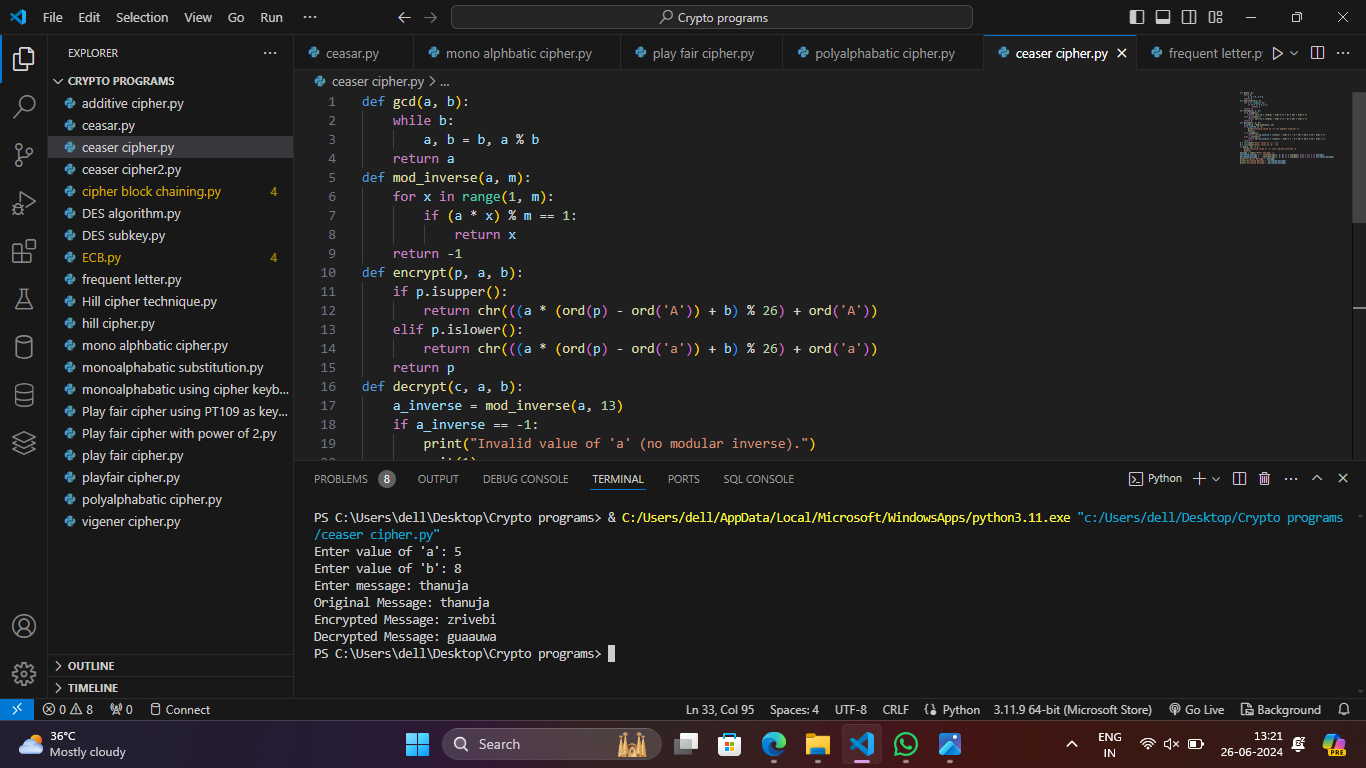 File Edit Selection View Go Run ··· Crypto programs
EXPLORER ···
CRYPTO PROGRAMS
additive cipher.py
ceasar.py
ceaser cipher.py
ceaser cipher2.py
cipher block chaining.py 4
DES algorithm.py
DES subkey.py
ECB.py 4
frequent letter.py
Hill cipher technique.py
hill cipher.py
mono alphbatic cipher.py
monoalphabatic substitution.py
monoalphabatic using cipher keyb...
Play fair cipher using PT109 as key...
Play fair cipher with power of 2.py
play fair cipher.py
playfair cipher.py
polyalphabatic cipher.py
vigener cipher.py
OUTLINE
TIMELINE
ceasar.py mono alphbatic cipher.py play fair cipher.py polyalphabatic cipher.py ceaser cipher.py frequent letter.py
ceaser cipher.py > ...
1 def gcd(a, b):
2 while b:
3 a, b = b, a % b
4 return a
5 def mod_inverse(a, m):
6 for x in range(1, m):
7 if (a * x) % m == 1:
8 return x
9 return -1
10 def encrypt(p, a, b):
11 if p.isupper():
12 return chr(((a * (ord(p) - ord('A')) + b) % 26) + ord('A'))
13 elif p.islower():
14 return chr(((a * (ord(p) - ord('a')) + b) % 26) + ord('a'))
15 return p
16 def decrypt(c, a, b):
17 a_inverse = mod_inverse(a, 13)
18 if a_inverse == -1:
19 print("Invalid value of 'a' (no modular inverse).")
PROBLEMS 8 OUTPUT DEBUG CONSOLE TERMINAL PORTS SQL CONSOLE Python
PS C:\Users\dell\Desktop\Crypto programs> & C:/Users/dell/AppData/Local/Microsoft/WindowsApps/python3.11.exe "c:/Users/dell/Desktop/Crypto programs
/ceaser cipher.py"
Enter value of 'a': 5
Enter value of 'b': 8
Enter message: thanuja
Original Message: thanuja
Encrypted Message: zrivebi
Decrypted Message: guaauwa
PS C:\Users\dell\Desktop\Crypto programs>
0 8 0 Connect Ln 33, Col 95 Spaces: 4 UTF-8 CRLF Python 3.11.9 64-bit (Microsoft Store) Go Live Background
36°C
Mostly cloudy
Search
ENG
IN
13:21
26-06-2024
PRE